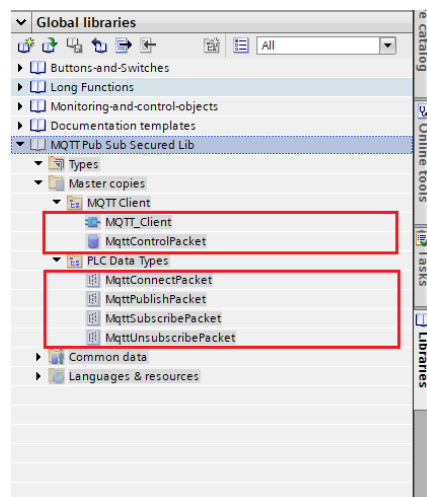 Global libraries
All
Buttons-and-Switches
Long Functions
Monitoring-and-control-objects
Documentation templates
MQTT Pub Sub Secured Lib
Types
Master copies
MQTT Client
MQTT_Client
MqttControlPacket
PLC Data Types
MqttConnectPacket
MqttPublishPacket
MqttSubscribePacket
MqttUnsubscribePacket
Common data
Languages & resources
e catalog
Online tools
Tasks
Libraries